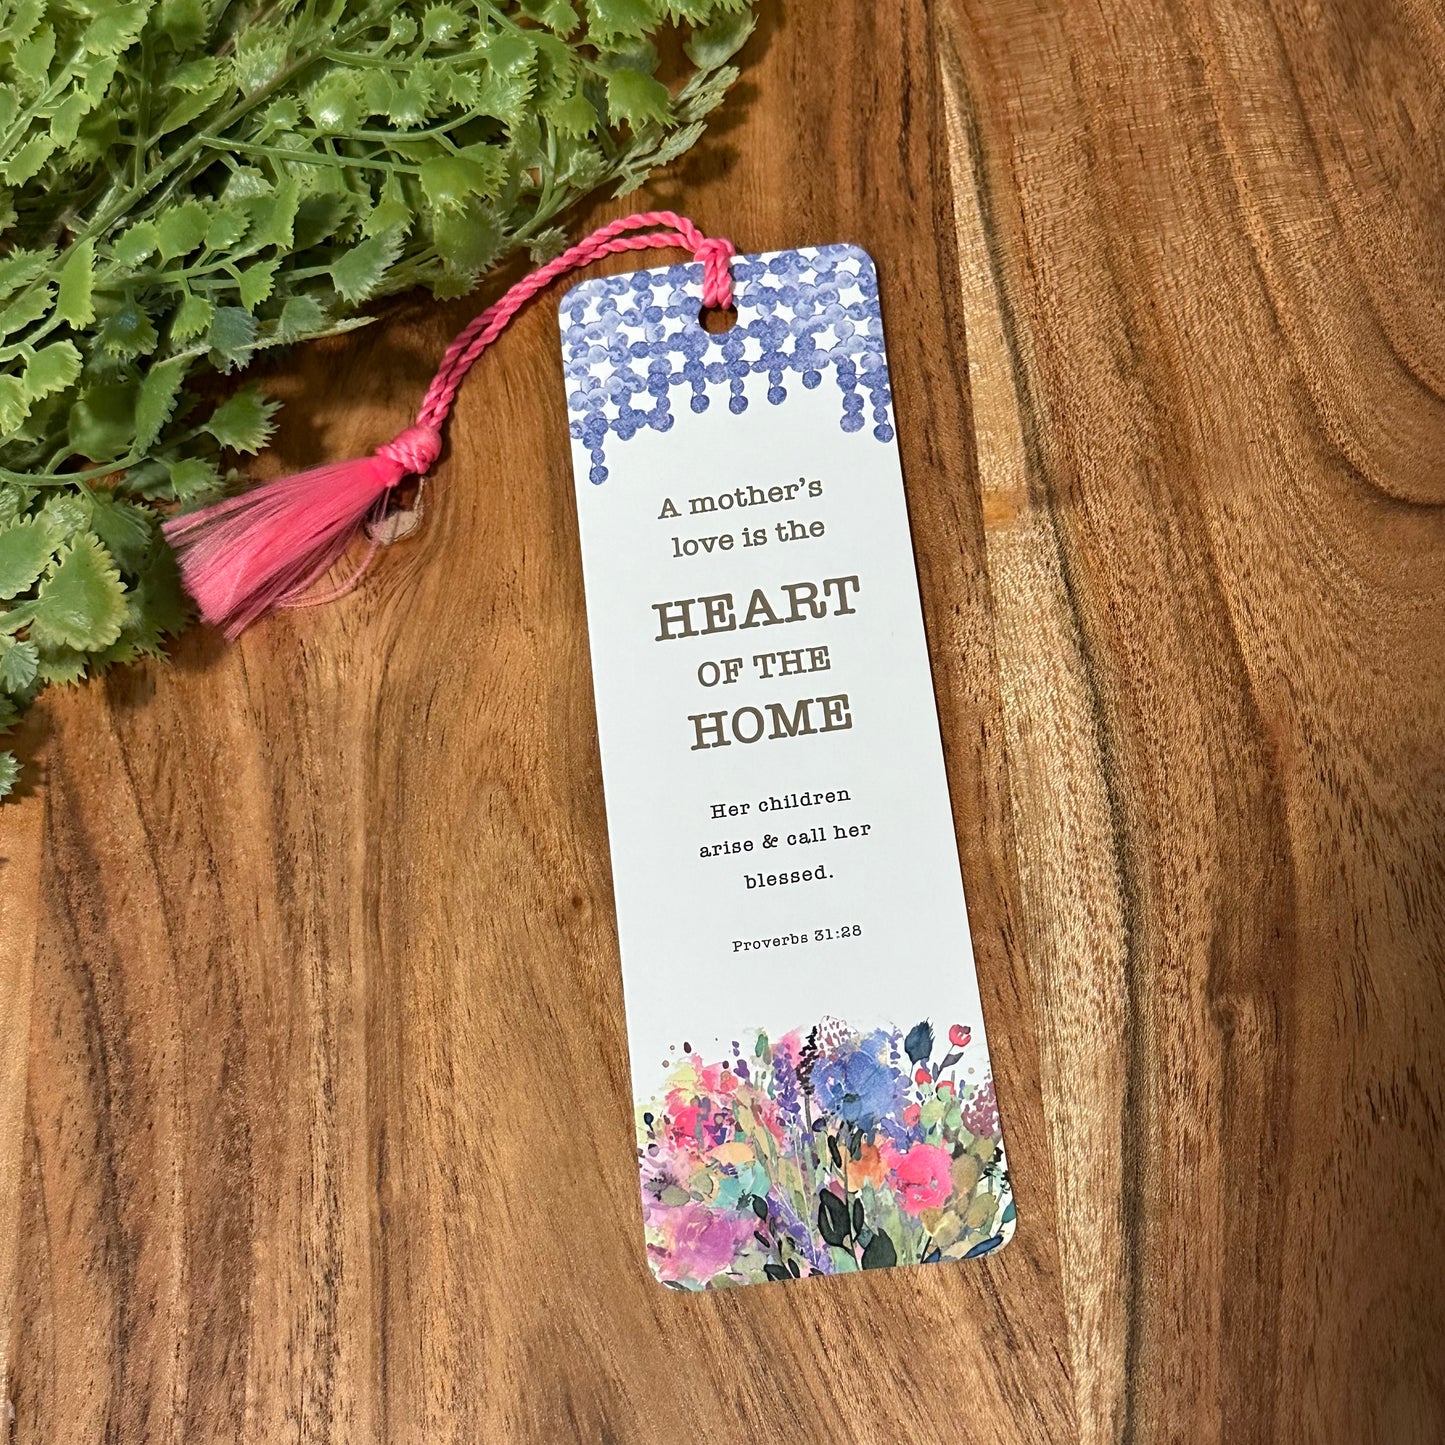 A mother’s
love is the
HEART
OF THE
HOME
Her children
arise & call her
blessed.
Proverbs 31:28